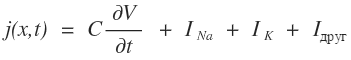 j(x,t) = C ∂V/∂t + I_Na + I_K + I_друг